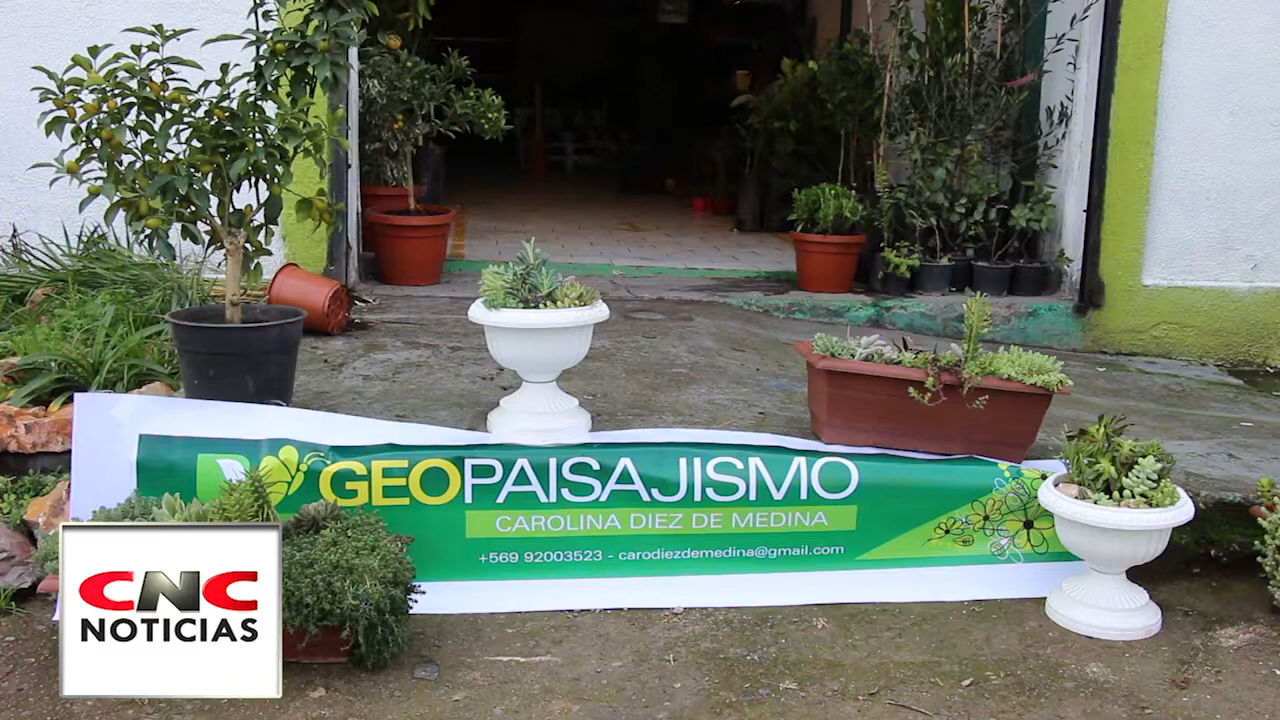 GEOPAISAJISMO
CAROLINA DIEZ DE MEDINA
+569 92003523 - carodiezdemedina@gmail.com
CNC
NOTICIAS